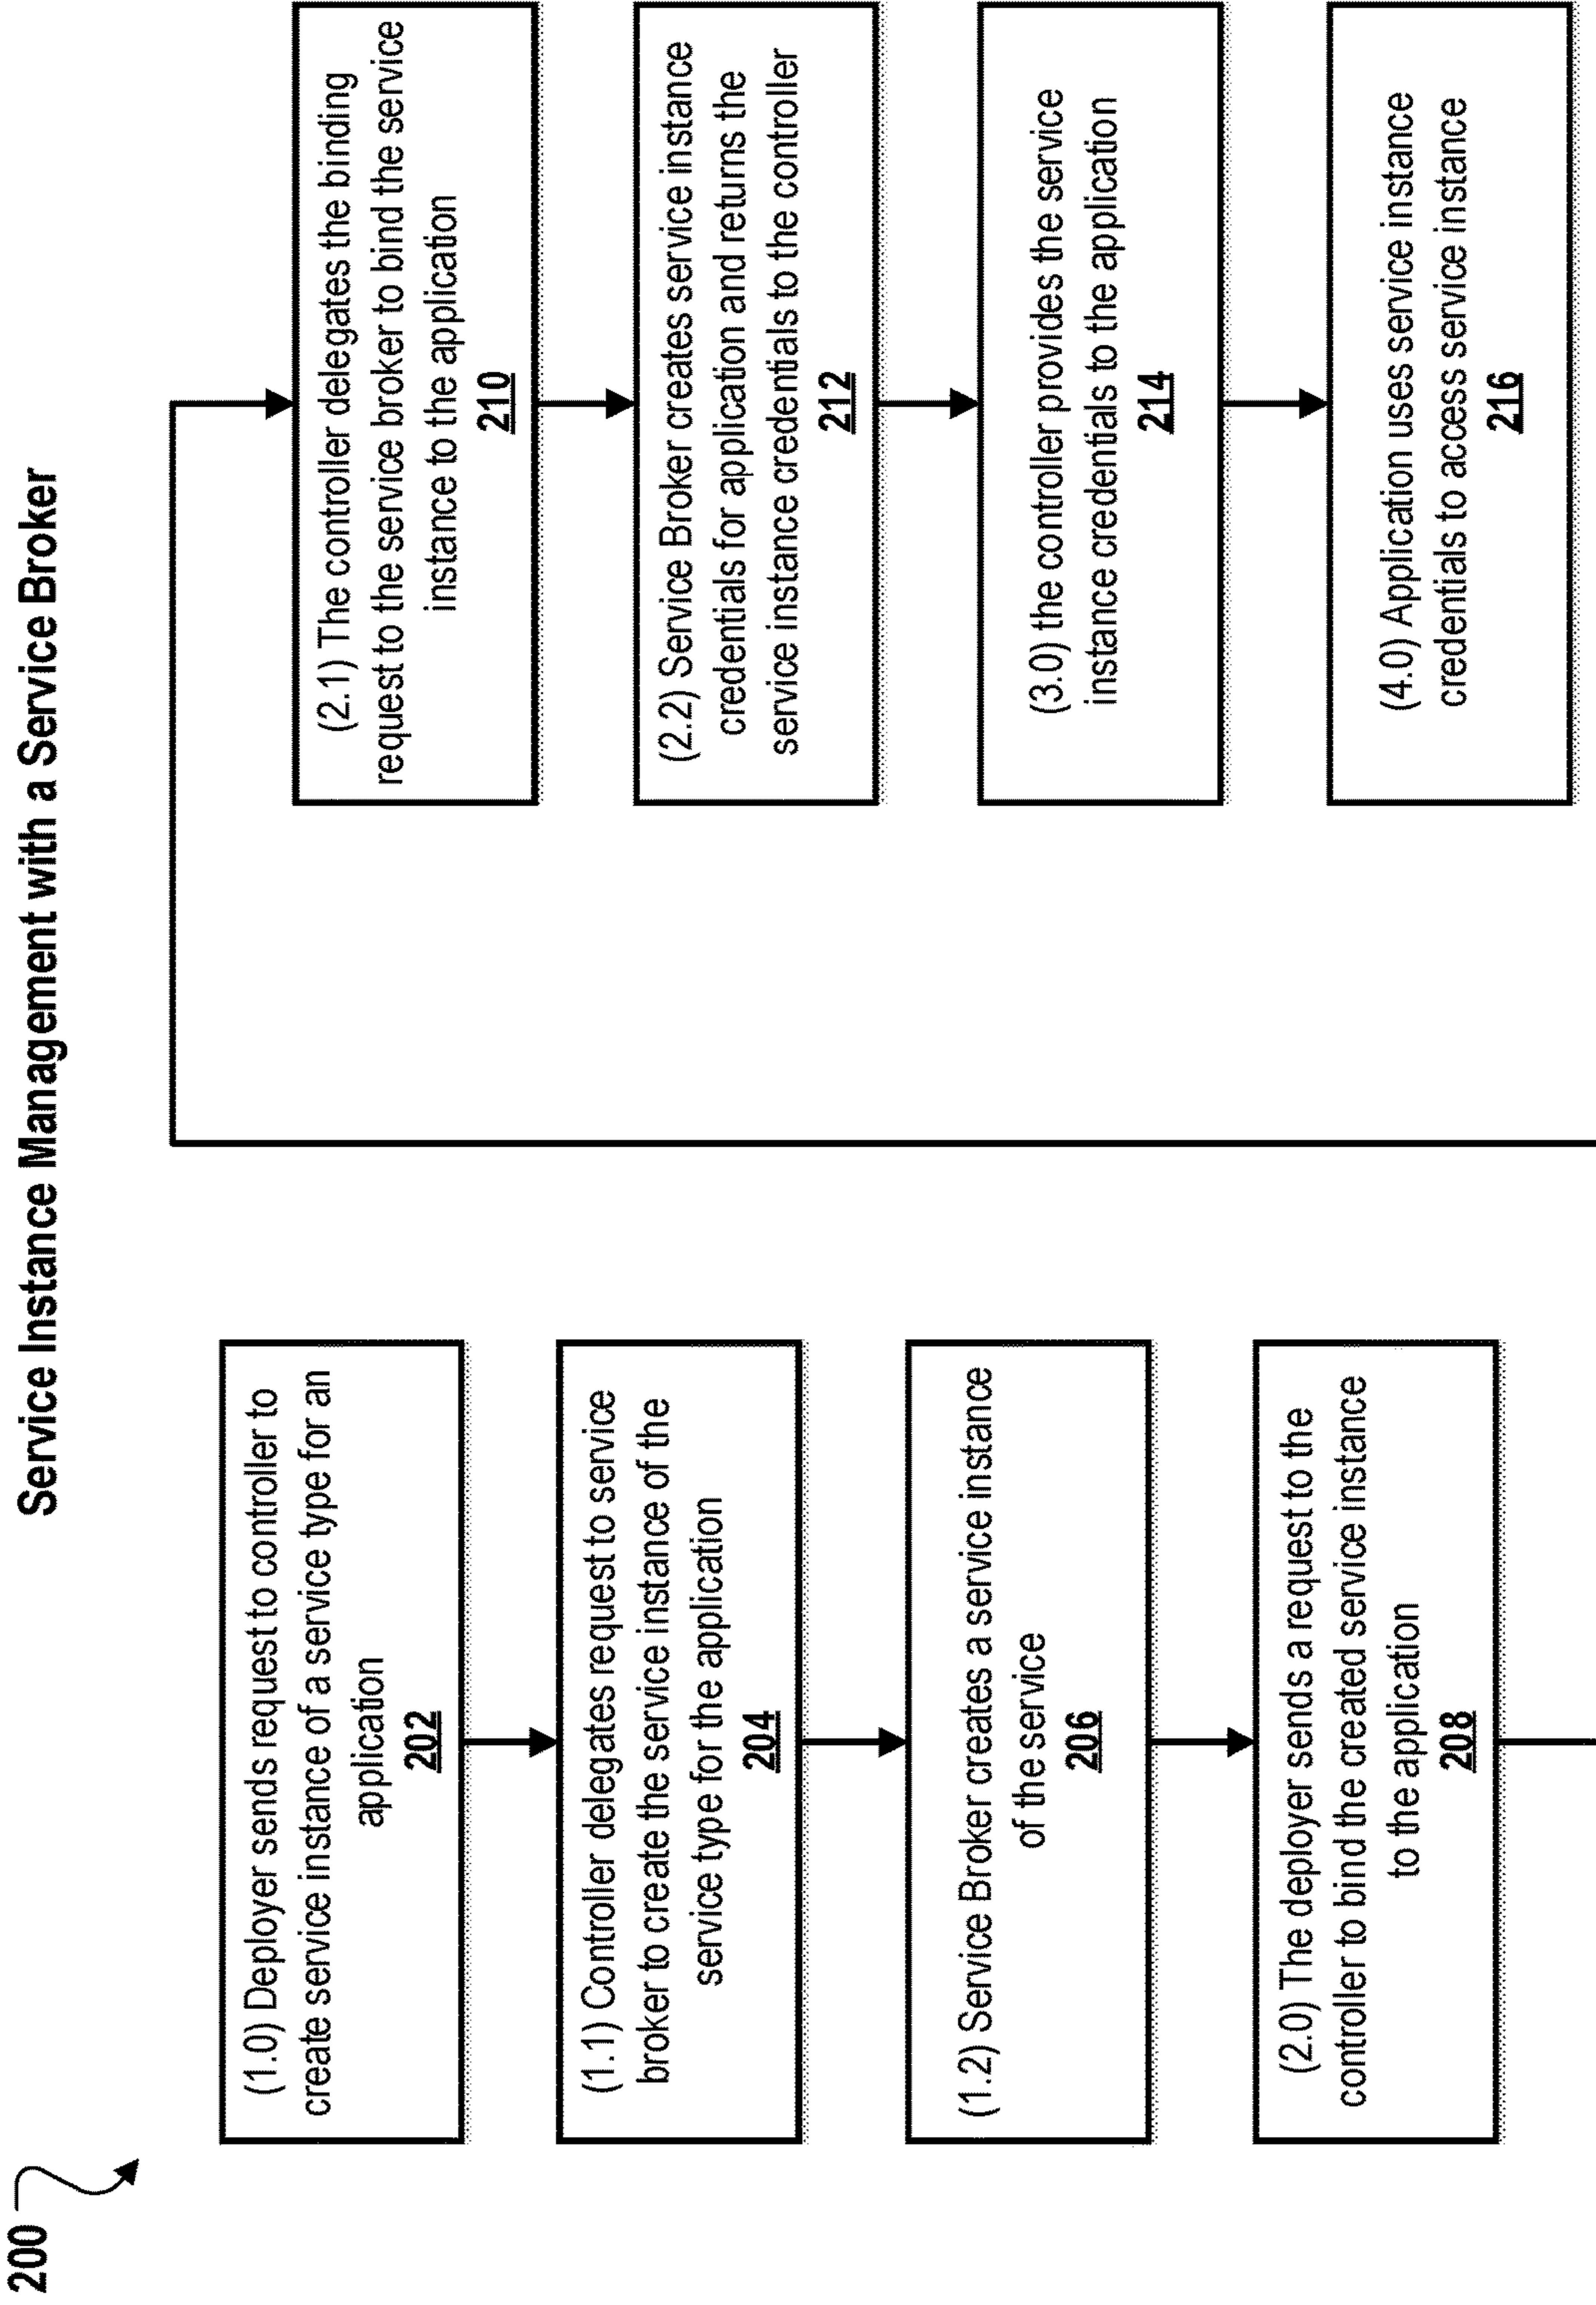 200
Service Instance Management with a Service Broker
(1.0) Deployer sends request to controller to
create service instance of a service type for an
application
202
(1.1) Controller delegates request to service
broker to create the service instance of the
service type for the application
204
(1.2) Service Broker creates a service instance
of the service
206
(2.0) The deployer sends a request to the
controller to bind the created service instance
to the application
208
(2.1) The controller delegates the binding
request to the service broker to bind the service
instance to the application
210
(2.2) Service Broker creates service instance
credentials for application and returns the
service instance credentials to the controller
212
(3.0) the controller provides the service
instance credentials to the application
214
(4.0) Application uses service instance
credentials to access service instance
216